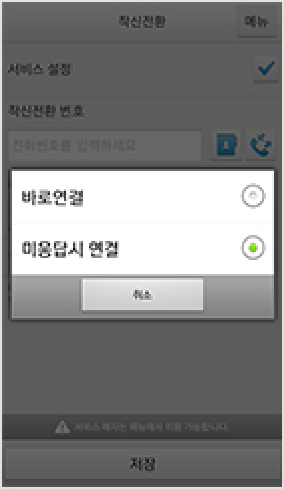 착신전환
메뉴
서비스 설정
착신전환 번호
전화번호를 입력하세요
바로연결
미응답시 연결
취소
서비스 해지는 메뉴에서 이용 가능합니다.
저장